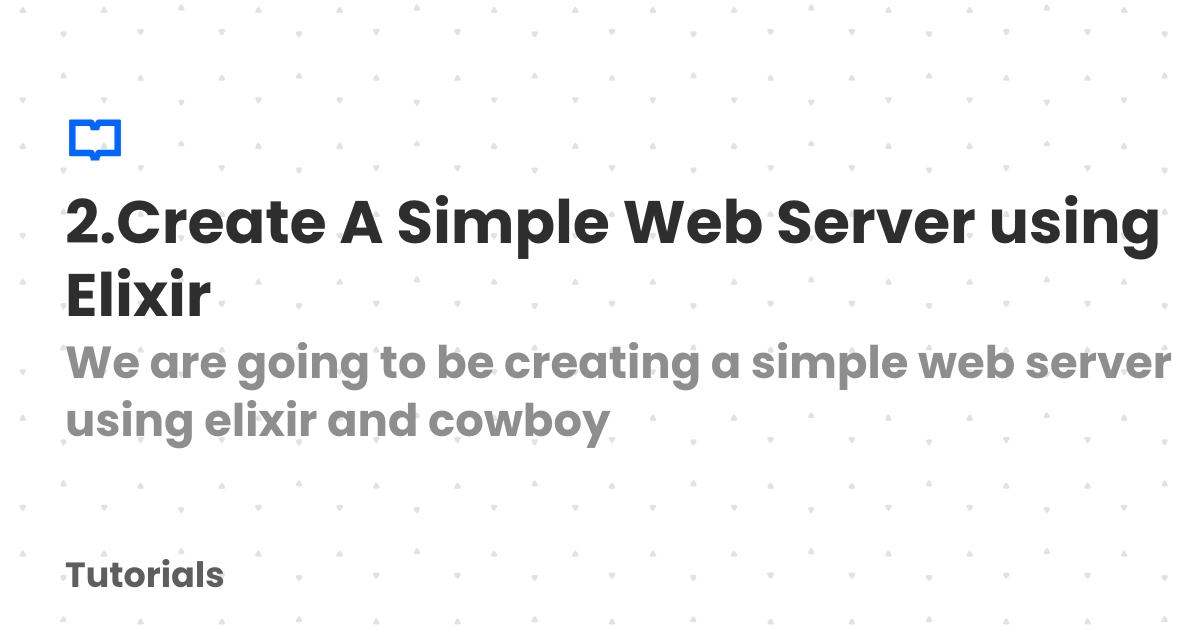 2.Create A Simple Web Server using
Elixir
We are going to be creating a simple web server
using elixir and cowboy
Tutorials